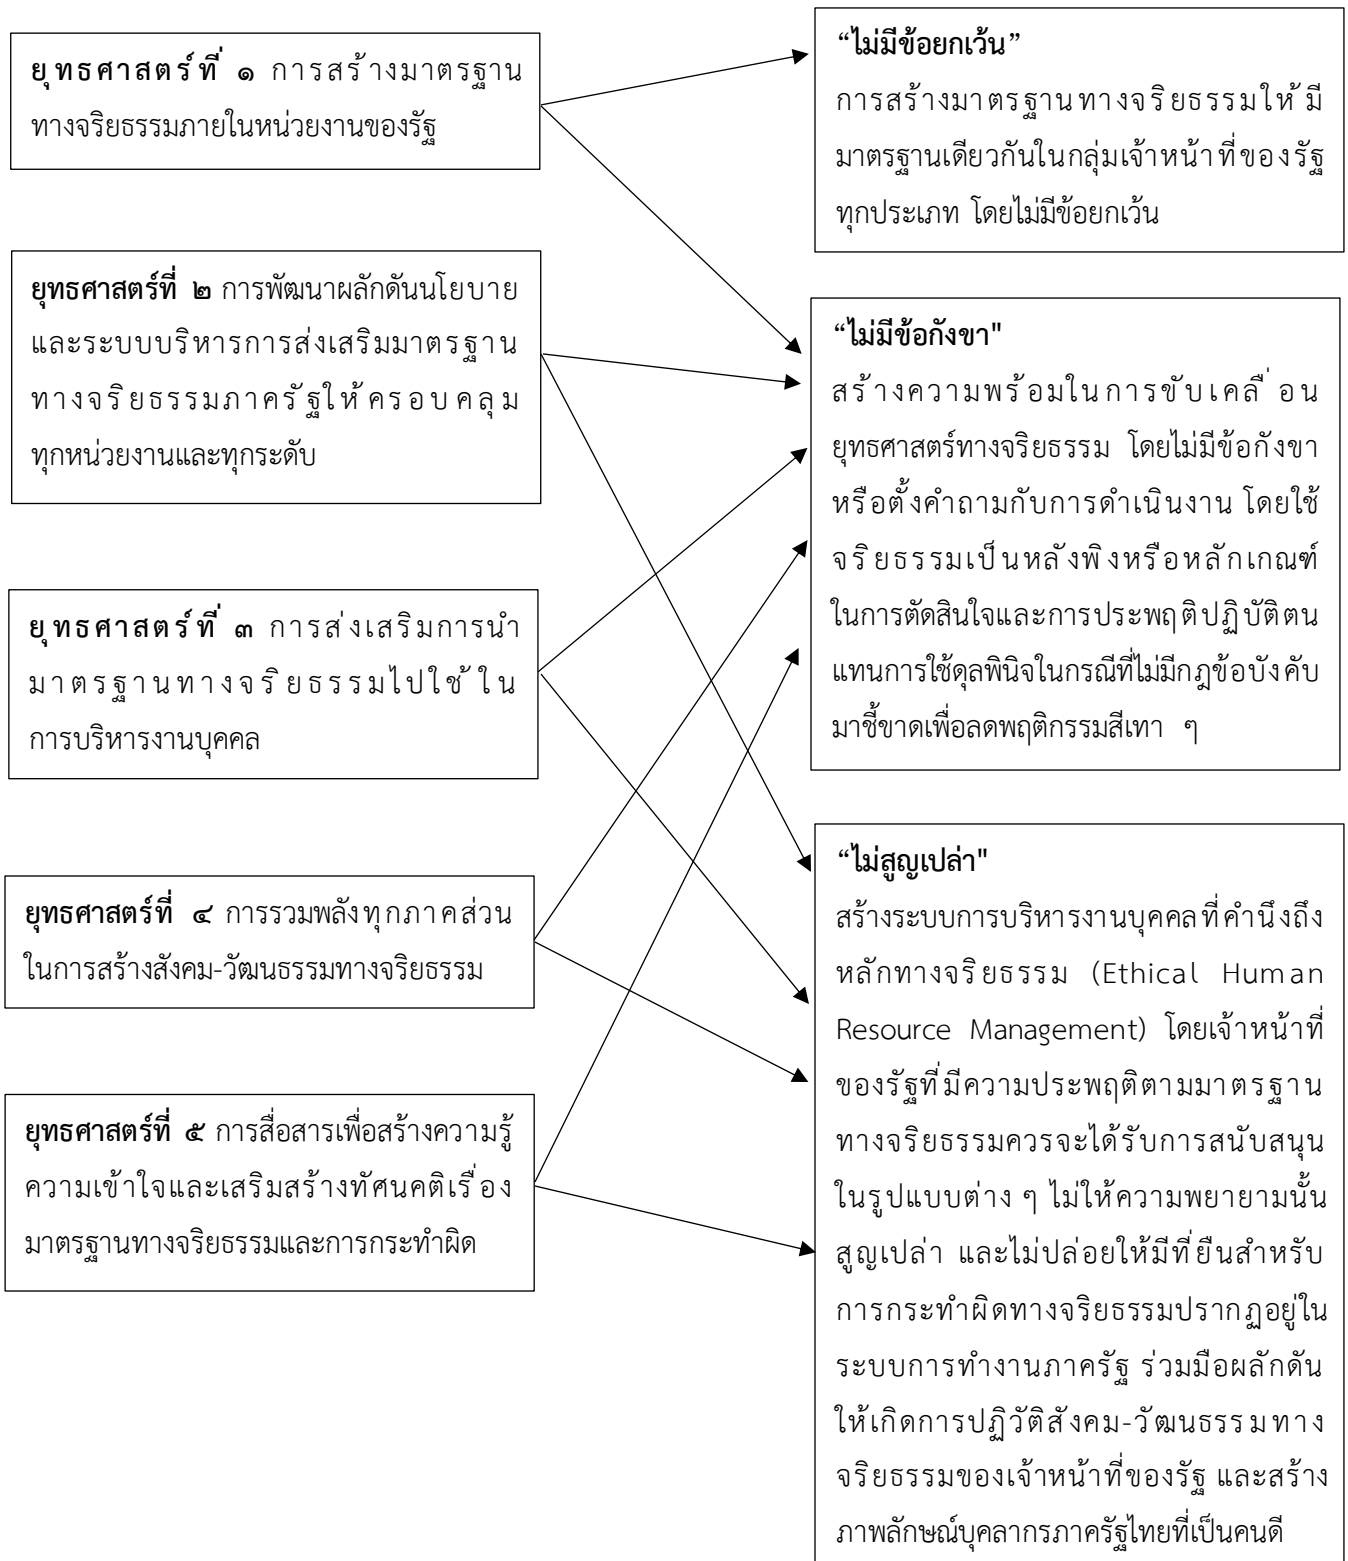 ยุทธศาสตร์ที่ ๑ การสร้างมาตรฐาน
ทางจริยธรรมภายในหน่วยงานของรัฐ
ยุทธศาสตร์ที่ ๒ การพัฒนาผลักดันนโยบาย
และระบบบริหารการส่งเสริมมาตรฐาน
ทางจริยธรรมภาครัฐให้ครอบคลุม
ทุกหน่วยงานและทุกระดับ
ยุทธศาสตร์ที่ ๓ การส่งเสริมการนำ
มาตรฐานทางจริยธรรมไปใช้ใน
การบริหารงานบุคคล
ยุทธศาสตร์ที่ ๔ การรวมพลังทุกภาคส่วน
ในการสร้างสังคม-วัฒนธรรมทางจริยธรรม
ยุทธศาสตร์ที่ ๕ การสื่อสารเพื่อสร้างความรู้
ความเข้าใจและเสริมสร้างทัศนคติเรื่อง
มาตรฐานทางจริยธรรมและการกระทำผิด
“ไม่มีข้อยกเว้น”
การสร้างมาตรฐานทางจริยธรรมให้มี
มาตรฐานเดียวกันในกลุ่มเจ้าหน้าที่ของรัฐ
ทุกประเภท โดยไม่มีข้อยกเว้น
“ไม่มีข้อกังขา"
สร้างความพร้อมในการขับเคลื่อน
ยุทธศาสตร์ทางจริยธรรม โดยไม่มีข้อกังขา
หรือตั้งคำถามกับการดำเนินงาน โดยใช้
จริยธรรมเป็นหลังพิงหรือหลักเกณฑ์
ในการตัดสินใจและการประพฤติปฏิบัติตน
แทนการใช้ดุลพินิจในกรณีที่ไม่มีกฎข้อบังคับ
มาชี้ขาดเพื่อลดพฤติกรรมสีเทา ๆ
“ไม่สูญเปล่า"
สร้างระบบการบริหารงานบุคคลที่คำนึงถึง
หลักทางจริยธรรม (Ethical Human
Resource Management) โดยเจ้าหน้าที่
ของรัฐที่มีความประพฤติตามมาตรฐาน
ทางจริยธรรมควรจะได้รับการสนับสนุน
ในรูปแบบต่าง ๆ ไม่ให้ความพยายามนั้น
สูญเปล่า และไม่ปล่อยให้มีที่ยืนสำหรับ
การกระทำผิดทางจริยธรรมปรากฏอยู่ใน
ระบบการทำงานภาครัฐ ร่วมมือผลักดัน
ให้เกิดการปฏิวัติสังคม-วัฒนธรรมทาง
จริยธรรมของเจ้าหน้าที่ของรัฐ และสร้าง
ภาพลักษณ์บุคลากรภาครัฐไทยที่เป็นคนดี